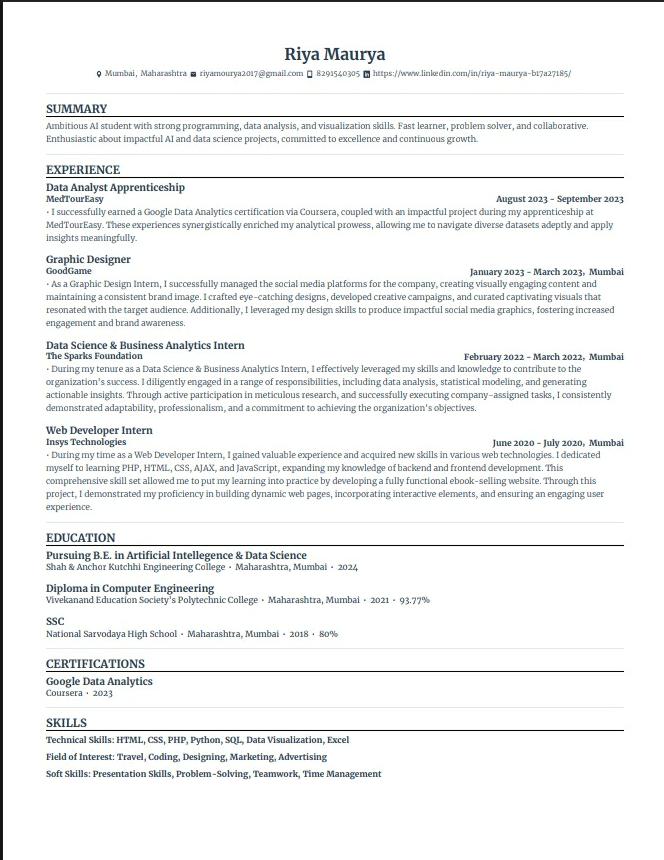 Riya Maurya
Mumbai, Maharashtra riyamourya2017@gmail.com 8291540305 https://www.linkedin.com/in/riya-maurya-b17a27185/
SUMMARY
Ambitious AI student with strong programming, data analysis, and visualization skills. Fast learner, problem solver, and collaborative.
Enthusiastic about impactful AI and data science projects, committed to excellence and continuous growth.
EXPERIENCE
Data Analyst Apprenticeship
MedTourEasy August 2023 – September 2023
• I successfully earned a Google Data Analytics certification via Coursera, coupled with an impactful project during my apprenticeship at
MedTourEasy. These experiences synergistically enriched my analytical prowess, allowing me to navigate diverse datasets adeptly and apply
insights meaningfully.
Graphic Designer
GoodGame January 2023 – March 2023, Mumbai
• As a Graphic Design Intern, I successfully managed the social media platforms for the company, creating visually engaging content and
maintaining a consistent brand image. I crafted eye-catching designs, developed creative campaigns, and curated captivating visuals that
resonated with the target audience. Additionally, I leveraged my design skills to produce impactful social media graphics, fostering increased
engagement and brand awareness.
Data Science & Business Analytics Intern
The Sparks Foundation February 2022 – March 2022, Mumbai
• During my tenure as a Data Science & Business Analytics Intern, I effectively leveraged my skills and knowledge to contribute to the
organization's success. I diligently engaged in a range of responsibilities, including data analysis, statistical modeling, and generating
actionable insights. Through active participation in meticulous research, and successfully executing company-assigned tasks, I consistently
demonstrated adaptability, professionalism, and a commitment to achieving the organization's objectives.
Web Developer Intern
Insys Technologies June 2020 – July 2020, Mumbai
• During my time as a Web Developer Intern, I gained valuable experience and acquired new skills in various web technologies. I dedicated
myself to learning PHP, HTML, CSS, AJAX, and JavaScript, expanding my knowledge of backend and frontend development. This
comprehensive skill set allowed me to put my learning into practice by developing a fully functional ebook-selling website. Through this
project, I demonstrated my proficiency in building dynamic web pages, incorporating interactive elements, and ensuring an engaging user
experience.
EDUCATION
Pursuing B.E. in Artificial Intellegence & Data Science
Shah & Anchor Kutchhi Engineering College • Maharashtra, Mumbai • 2024
Diploma in Computer Engineering
Vivekanand Education Society's Polytechnic College • Maharashtra, Mumbai • 2021 • 93.77%
SSC
National Sarvodaya High School • Maharashtra, Mumbai • 2018 • 80%
CERTIFICATIONS
Google Data Analytics
Coursera • 2023
SKILLS
Technical Skills: HTML, CSS, PHP, Python, SQL, Data Visualization, Excel
Field of Interest: Travel, Coding, Designing, Marketing, Advertising
Soft Skills: Presentation Skills, Problem-Solving, Teamwork, Time Management